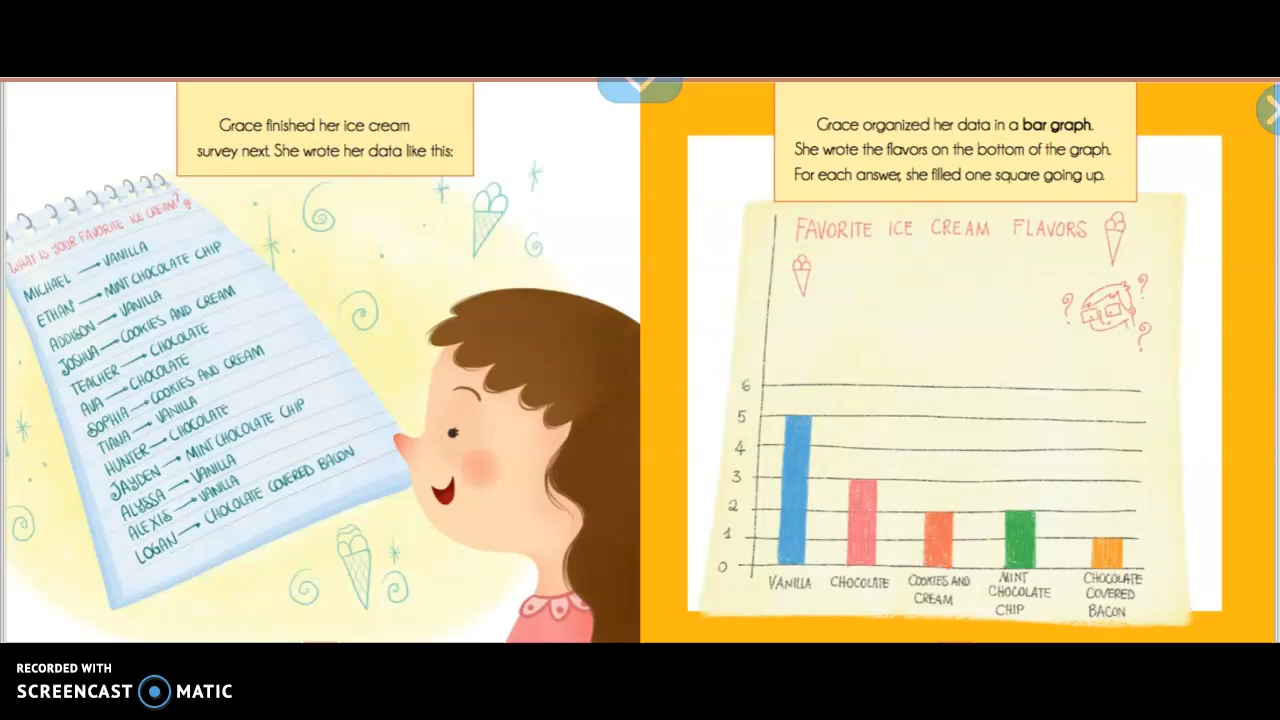 Grace finished her ice cream
survey next. She wrote her data like this:
WHAT IS YOUR FAVORITE ICE CREAM?
MICHAEL → VANILLA
ETHAN → MINT CHOCOLATE CHIP
ADDISON → VANILLA
JOSHUA → COOKIES AND CREAM
TEACHER → CHOCOLATE
AVA → CHOCOLATE
SOPHIA → COOKIES AND CREAM
TIANA → VANILLA
HUNTER → CHOCOLATE
JAYDEN → MINT CHOCOLATE CHIP
ALYSSA → VANILLA
ALEXIS → VANILLA
LOGAN → CHOCOLATE COVERED BACON
Grace organized her data in a bar graph.
She wrote the flavors on the bottom of the graph.
For each answer, she filled one square going up.
FAVORITE ICE CREAM FLAVORS
? ? ?
6
5
4
3
2
1
0
VANILLA
CHOCOLATE
COOKIES AND
CREAM
MINT
CHOCOLATE
CHIP
CHOCOLATE
COVERED
BACON
RECORDED WITH
SCREENCAST MATIC